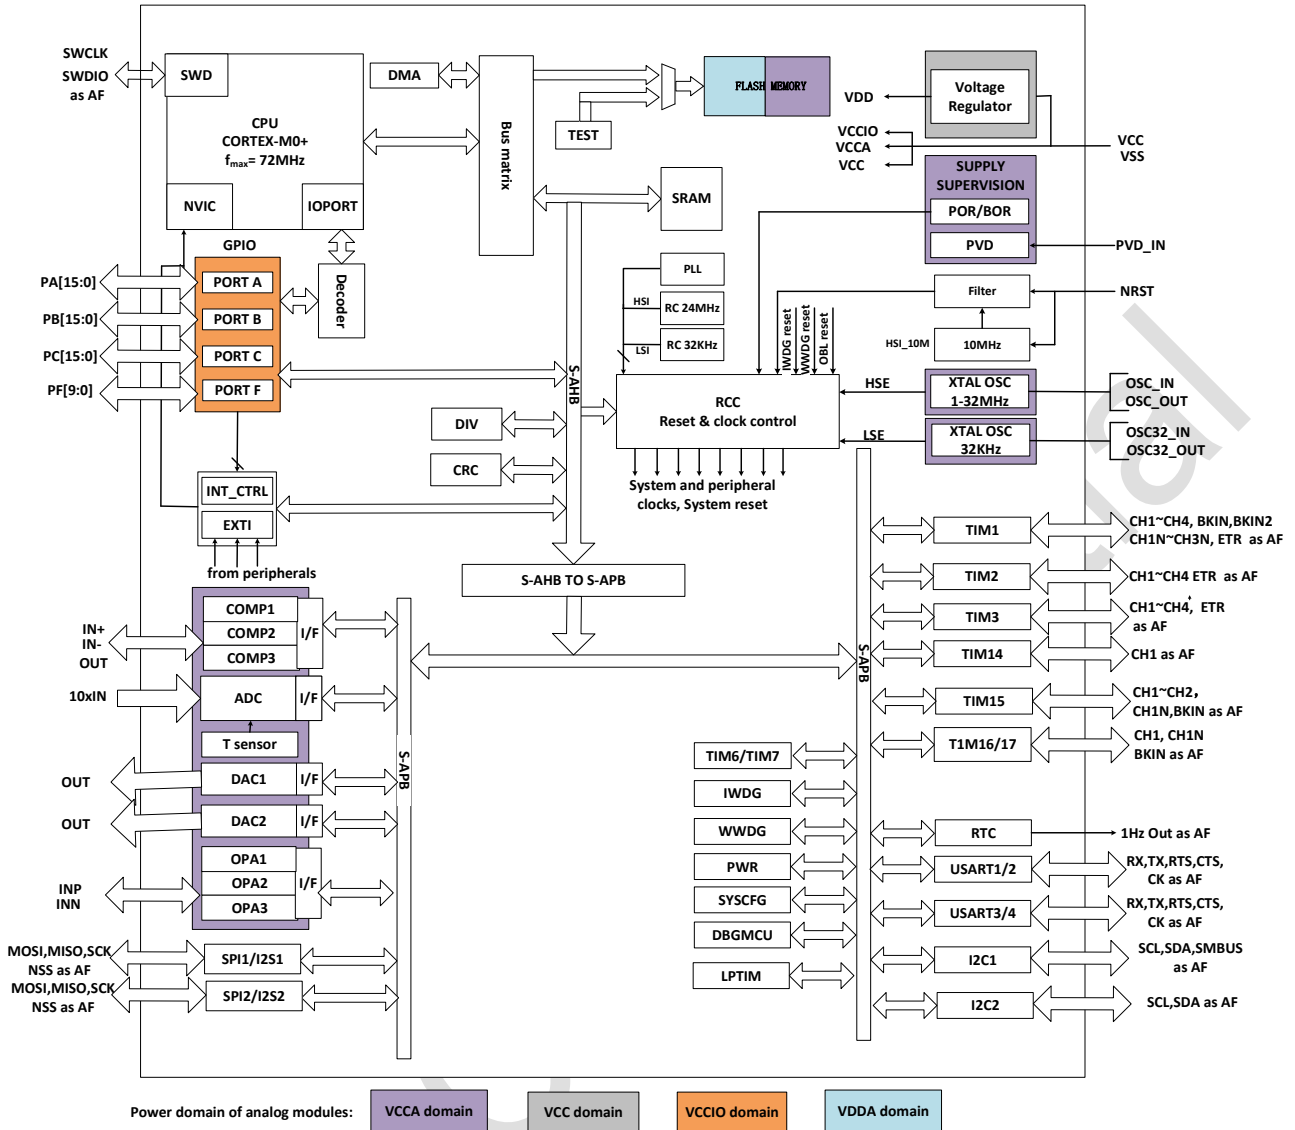 SWCLK
SWDIO
as AF
SWD
CPU
CORTEX-M0+
fmax= 72MHz
NVIC
IOPORT
DMA
Bus matrix
TEST
FLASH MEMORY
SRAM
VDD
VCCIO
VCCA
VCC
Voltage
Regulator
VCC
VSS
SUPPLY
SUPERVISION
POR/BOR
PVD
PVD_IN
Filter
NRST
HSI_10M
10MHz
GPIO
PORT A
PORT B
PORT C
PORT F
PA[15:0]
PB[15:0]
PC[15:0]
PF[9:0]
Decoder
PLL
HSI
RC 24MHz
LSI
RC 32KHz
IWDG reset
WWDG reset
OBL reset
RCC
Reset & clock control
HSE
XTAL OSC
1-32MHz
OSC_IN
OSC_OUT
LSE
XTAL OSC
32KHz
OSC32_IN
OSC32_OUT
System and peripheral
clocks, System reset
S-AHB
DIV
CRC
INT_CTRL
EXTI
from peripherals
S-AHB TO S-APB
COMP1
COMP2
COMP3
I/F
IN+
IN-
OUT
10xIN
ADC
I/F
T sensor
OUT
DAC1
I/F
OUT
DAC2
I/F
OPA1
OPA2
OPA3
I/F
INP
INN
MOSI,MISO,SCK
NSS as AF
SPI1/I2S1
MOSI,MISO,SCK
NSS as AF
SPI2/I2S2
S-APB
S-APB
TIM1
CH1~CH4, BKIN,BKIN2
CH1N~CH3N, ETR as AF
TIM2
CH1~CH4 ETR as AF
TIM3
CH1~CH4, ETR
as AF
TIM14
CH1 as AF
TIM15
CH1~CH2,
CH1N,BKIN as AF
T1M16/17
CH1, CH1N
BKIN as AF
TIM6/TIM7
IWDG
WWDG
PWR
SYSCFG
DBGMCU
LPTIM
RTC
1Hz Out as AF
USART1/2
RX,TX,RTS,CTS,
CK as AF
USART3/4
RX,TX,RTS,CTS,
CK as AF
I2C1
SCL,SDA,SMBUS
as AF
I2C2
SCL,SDA as AF
Power domain of analog modules:
VCCA domain
VCC domain
VCCIO domain
VDDA domain